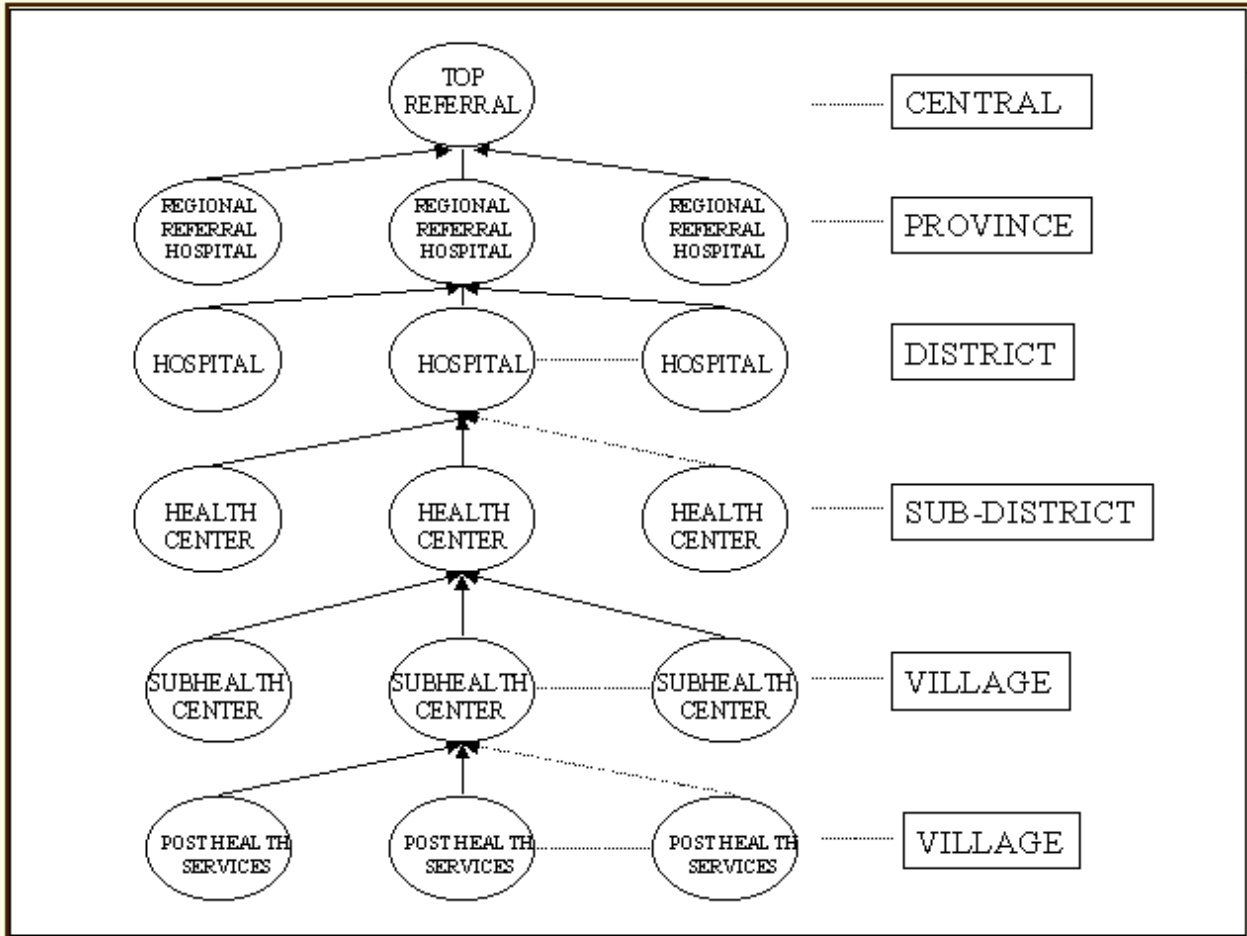 TOP
REFERRAL
CENTRAL
REGIONAL
REFERRAL
HOSPITAL
REGIONAL
REFERRAL
HOSPITAL
REGIONAL
REFERRAL
HOSPITAL
PROVINCE
HOSPITAL
HOSPITAL
HOSPITAL
DISTRICT
HEALTH
CENTER
HEALTH
CENTER
HEALTH
CENTER
SUB-DISTRICT
SUBHEALTH
CENTER
SUBHEALTH
CENTER
SUBHEALTH
CENTER
VILLAGE
POST HEALTH
SERVICES
POST HEALTH
SERVICES
POST HEALTH
SERVICES
VILLAGE